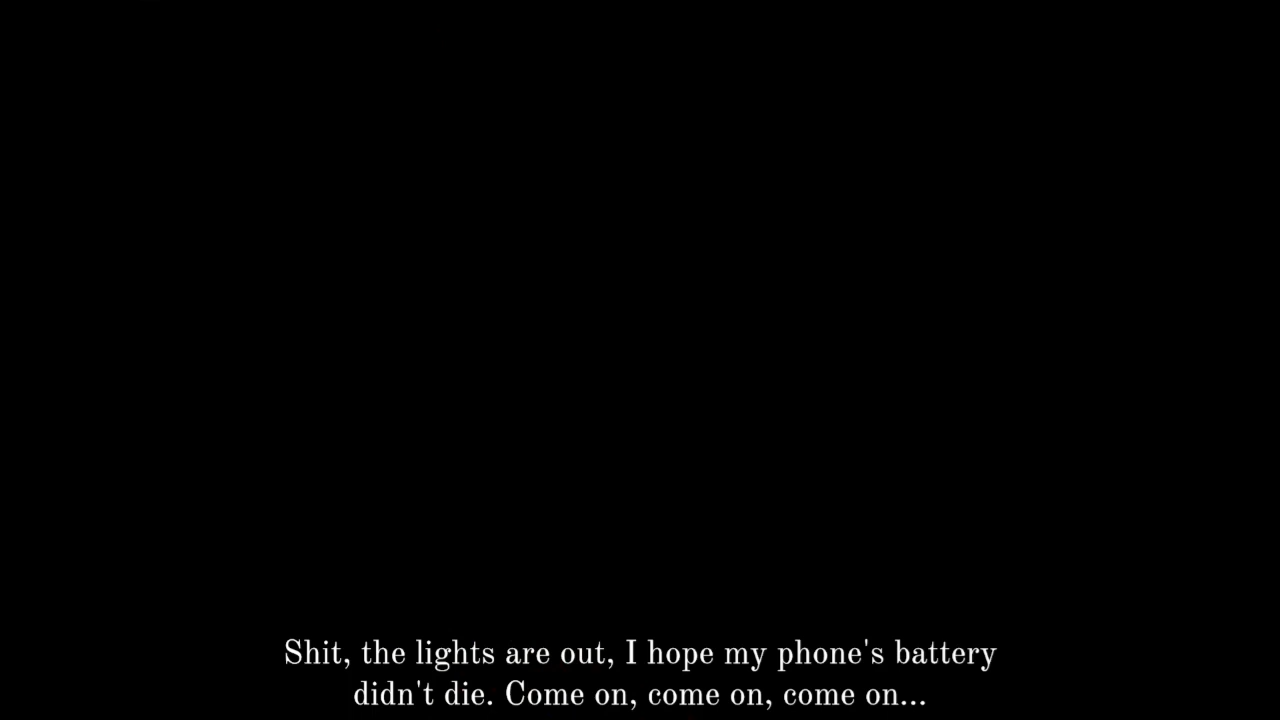 Shit, the lights are out, I hope my phone's battery
didn't die. Come on, come on, come on...